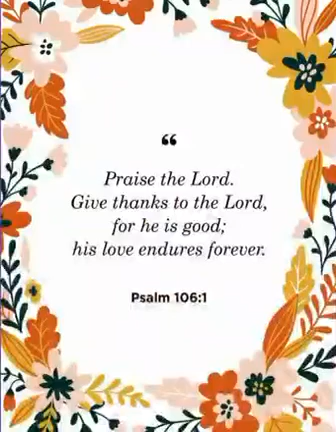 “
Praise the Lord.
Give thanks to the Lord,
for he is good;
his love endures forever.
Psalm 106:1